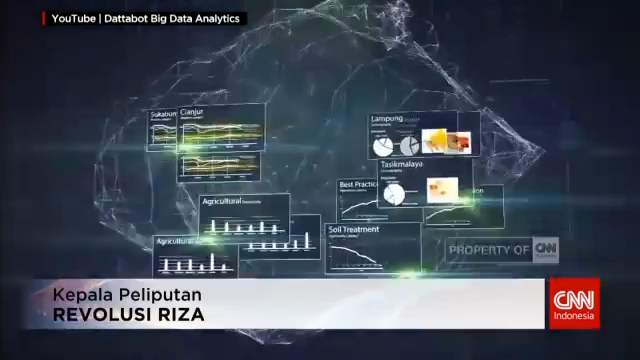 YouTube | Dattabot Big Data Analytics
Sukabumi
Cianjur
Lampung
Tasikmalaya
Best Practice
Agricultural
Soil Treatment
Agricultural
PROPERTY OF CNN
Kepala Peliputan
REVOLUSI RIZA
CNN
Indonesia